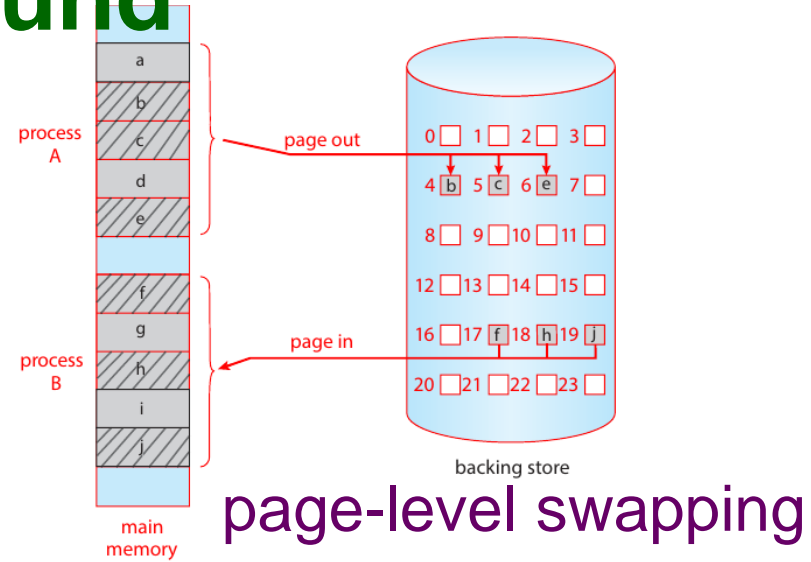 und
a
b
c
d
e
process
A
f
g
h
i
j
process
B
main
memory
page out
page in
0 1 2 3
4 b 5 c 6 e 7
8 9 10 11
12 13 14 15
16 17 f 18 h 19 j
20 21 22 23
backing store
page-level swapping